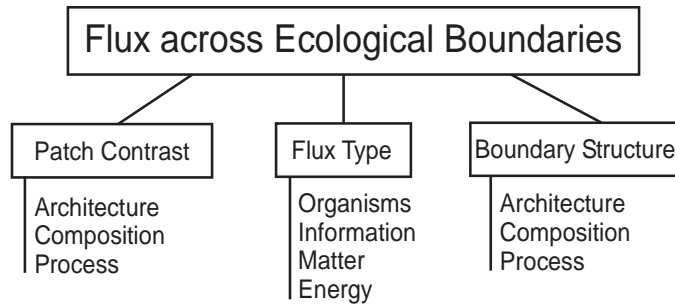 Flux across Ecological Boundaries
Patch Contrast
Architecture
Composition
Process
Flux Type
Organisms
Information
Matter
Energy
Boundary Structure
Architecture
Composition
Process